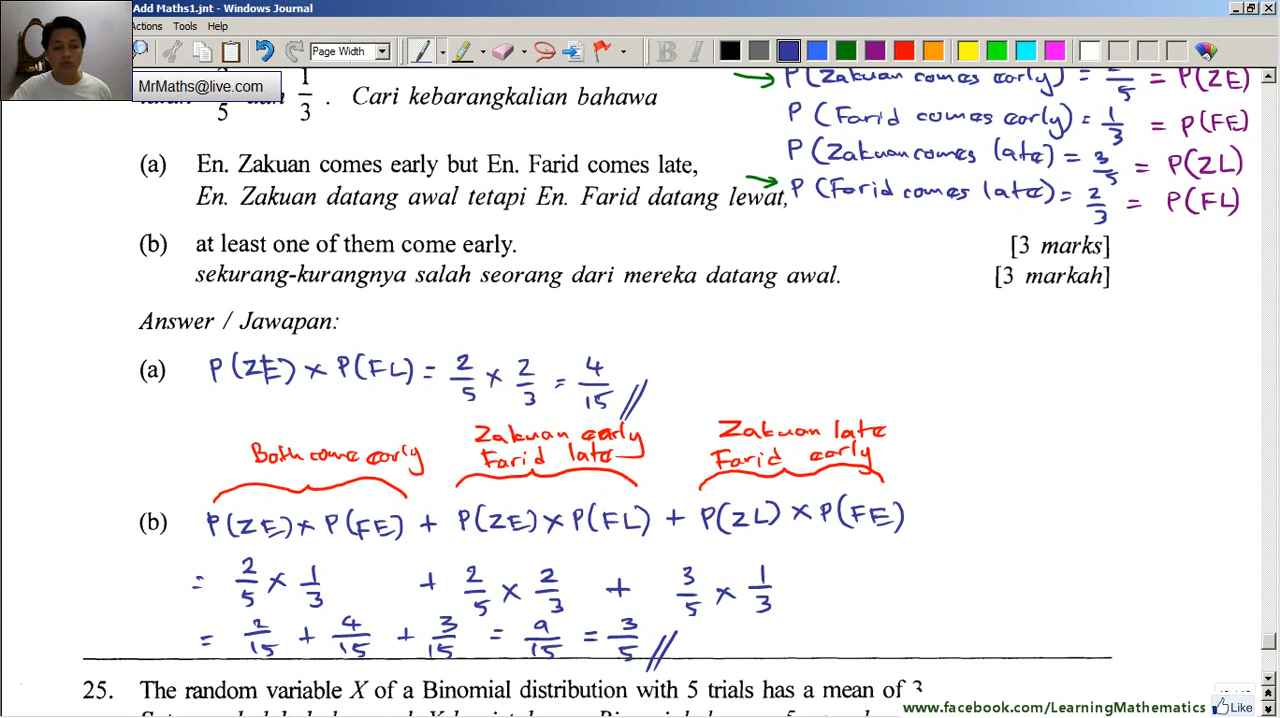 Add Maths1.jnt - Windows Journal
Actions Tools Help
Page Width
MrMaths@live.com
P(Zakuan comes early) = 2/5 = P(ZE)
5 1/3 . Cari kebarangkalian bahawa
P(Farid comes early) = 1/3 = P(FE)
P(Zakuan comes late) = 3/5 = P(ZL)
(a) En. Zakuan comes early but En. Farid comes late,
P(Farid comes late) = 2/3 = P(FL)
En. Zakuan datang awal tetapi En. Farid datang lewat,
(b) at least one of them come early. [3 marks]
sekurang-kurangnya salah seorang dari mereka datang awal. [3 markah]
Answer / Jawapan:
(a) P(ZE) × P(FL) = 2/5 × 2/3 = 4/15 //
Both come early
Zakuan early
Farid late
Zakuan late
Farid early
(b) P(ZE) × P(FE) + P(ZE) × P(FL) + P(ZL) × P(FE)
= 2/5 × 1/3 + 2/5 × 2/3 + 3/5 × 1/3
= 2/15 + 4/15 + 3/15 = 9/15 = 3/5 //
25. The random variable X of a Binomial distribution with 5 trials has a mean of 3
www.facebook.com/LearningMathematics Like